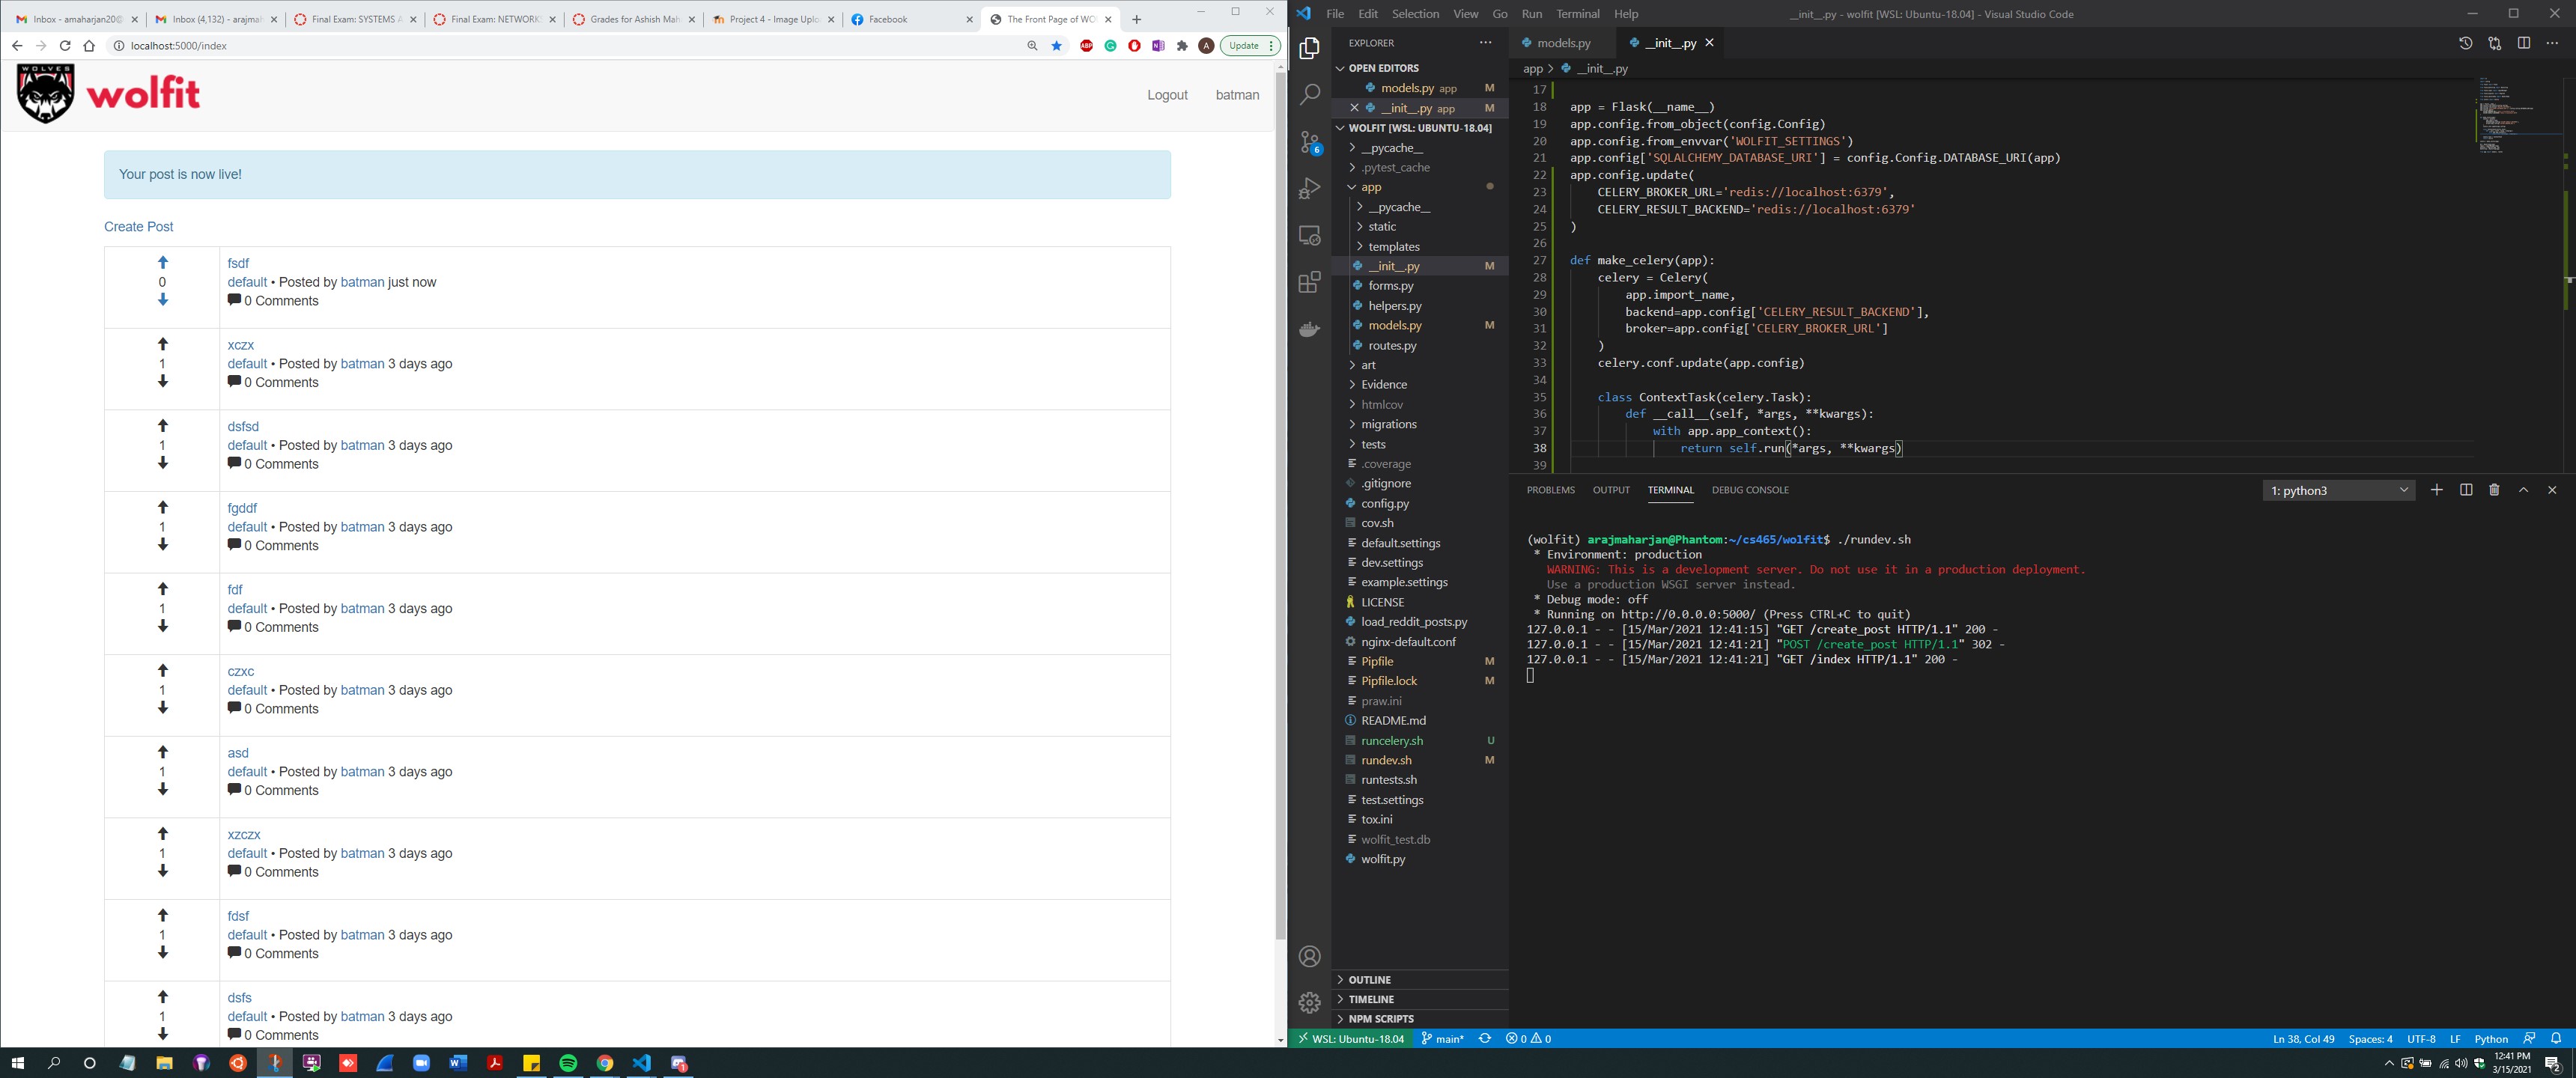 Inbox - amaharjan20@
Inbox (4,132) - arajmah
Final Exam: SYSTEMS A
Final Exam: NETWORK
Grades for Ashish Mah
Project 4 - Image Uplo
Facebook
The Front Page of WO
localhost:5000/index
ABP
A
Update
WOLVES
wolfit
Logout
batman
Your post is now live!
Create Post
0
fsdf
default • Posted by batman just now
0 Comments
1
xczx
default • Posted by batman 3 days ago
0 Comments
1
dsfsd
default • Posted by batman 3 days ago
0 Comments
1
fgddf
default • Posted by batman 3 days ago
0 Comments
1
fdf
default • Posted by batman 3 days ago
0 Comments
1
czxc
default • Posted by batman 3 days ago
0 Comments
1
asd
default • Posted by batman 3 days ago
0 Comments
1
xzczx
default • Posted by batman 3 days ago
0 Comments
1
fdsf
default • Posted by batman 3 days ago
0 Comments
1
dsfs
default • Posted by batman 3 days ago
0 Comments
File Edit Selection View Go Run Terminal Help
__init__.py - wolfit [WSL: Ubuntu-18.04] - Visual Studio Code
EXPLORER
OPEN EDITORS
models.py app M
__init__.py app M
WOLFIT [WSL: UBUNTU-18.04]
__pycache__
.pytest_cache
app
__pycache__
static
templates
__init__.py M
forms.py
helpers.py
models.py M
routes.py
art
Evidence
htmlcov
migrations
tests
.coverage
.gitignore
config.py
cov.sh
default.settings
dev.settings
example.settings
LICENSE
load_reddit_posts.py
nginx-default.conf
Pipfile M
Pipfile.lock M
praw.ini
README.md
runcelery.sh U
rundev.sh M
runtests.sh
test.settings
tox.ini
wolfit_test.db
wolfit.py
OUTLINE
TIMELINE
NPM SCRIPTS
6
models.py
__init__.py
app > __init__.py
17
18 app = Flask(__name__)
19 app.config.from_object(config.Config)
20 app.config.from_envvar('WOLFIT_SETTINGS')
21 app.config['SQLALCHEMY_DATABASE_URI'] = config.Config.DATABASE_URI(app)
22 app.config.update(
23 CELERY_BROKER_URL='redis://localhost:6379',
24 CELERY_RESULT_BACKEND='redis://localhost:6379'
25 )
26
27 def make_celery(app):
28 celery = Celery(
29 app.import_name,
30 backend=app.config['CELERY_RESULT_BACKEND'],
31 broker=app.config['CELERY_BROKER_URL']
32 )
33 celery.conf.update(app.config)
34
35 class ContextTask(celery.Task):
36 def __call__(self, *args, **kwargs):
37 with app.app_context():
38 return self.run(*args, **kwargs)
39
PROBLEMS OUTPUT TERMINAL DEBUG CONSOLE
1: python3
(wolfit) arajmaharjan@Phantom:~/cs465/wolfit$ ./rundev.sh
* Environment: production
WARNING: This is a development server. Do not use it in a production deployment.
Use a production WSGI server instead.
* Debug mode: off
* Running on http://0.0.0.0:5000/ (Press CTRL+C to quit)
127.0.0.1 - - [15/Mar/2021 12:41:15] "GET /create_post HTTP/1.1" 200 -
127.0.0.1 - - [15/Mar/2021 12:41:21] "POST /create_post HTTP/1.1" 302 -
127.0.0.1 - - [15/Mar/2021 12:41:21] "GET /index HTTP/1.1" 200 -
WSL: Ubuntu-18.04
main*
0 0
Ln 38, Col 49 Spaces: 4 UTF-8 LF Python
12:41 PM
3/15/2021
2